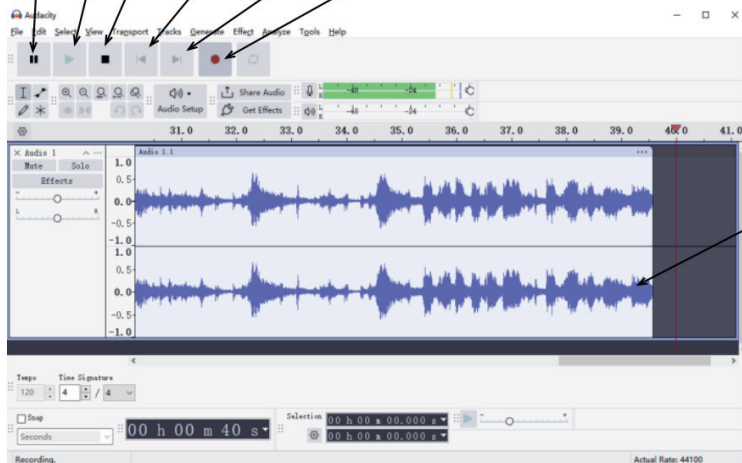 Audacity
File Edit Select View Transport Tracks Generate Effect Analyze Tools Help
Audio Setup
Share Audio
Get Effects
L R -48 -24
L R -48 -24
31.0 32.0 33.0 34.0 35.0 36.0 37.0 38.0 39.0 40.0 41.0
Audio 1
Mute Solo
Effects
- +
L R
Audio 1.1
1.0
0.5
0.0
-0.5
-1.0
1.0
0.5
0.0
-0.5
-1.0
Tempo Time Signature
120 4 / 4
Snap
Seconds
00 h 00 m 40 s
Selection
00 h 00 m 00.000 s
00 h 00 m 00.000 s
Recording. Actual Rate: 44100